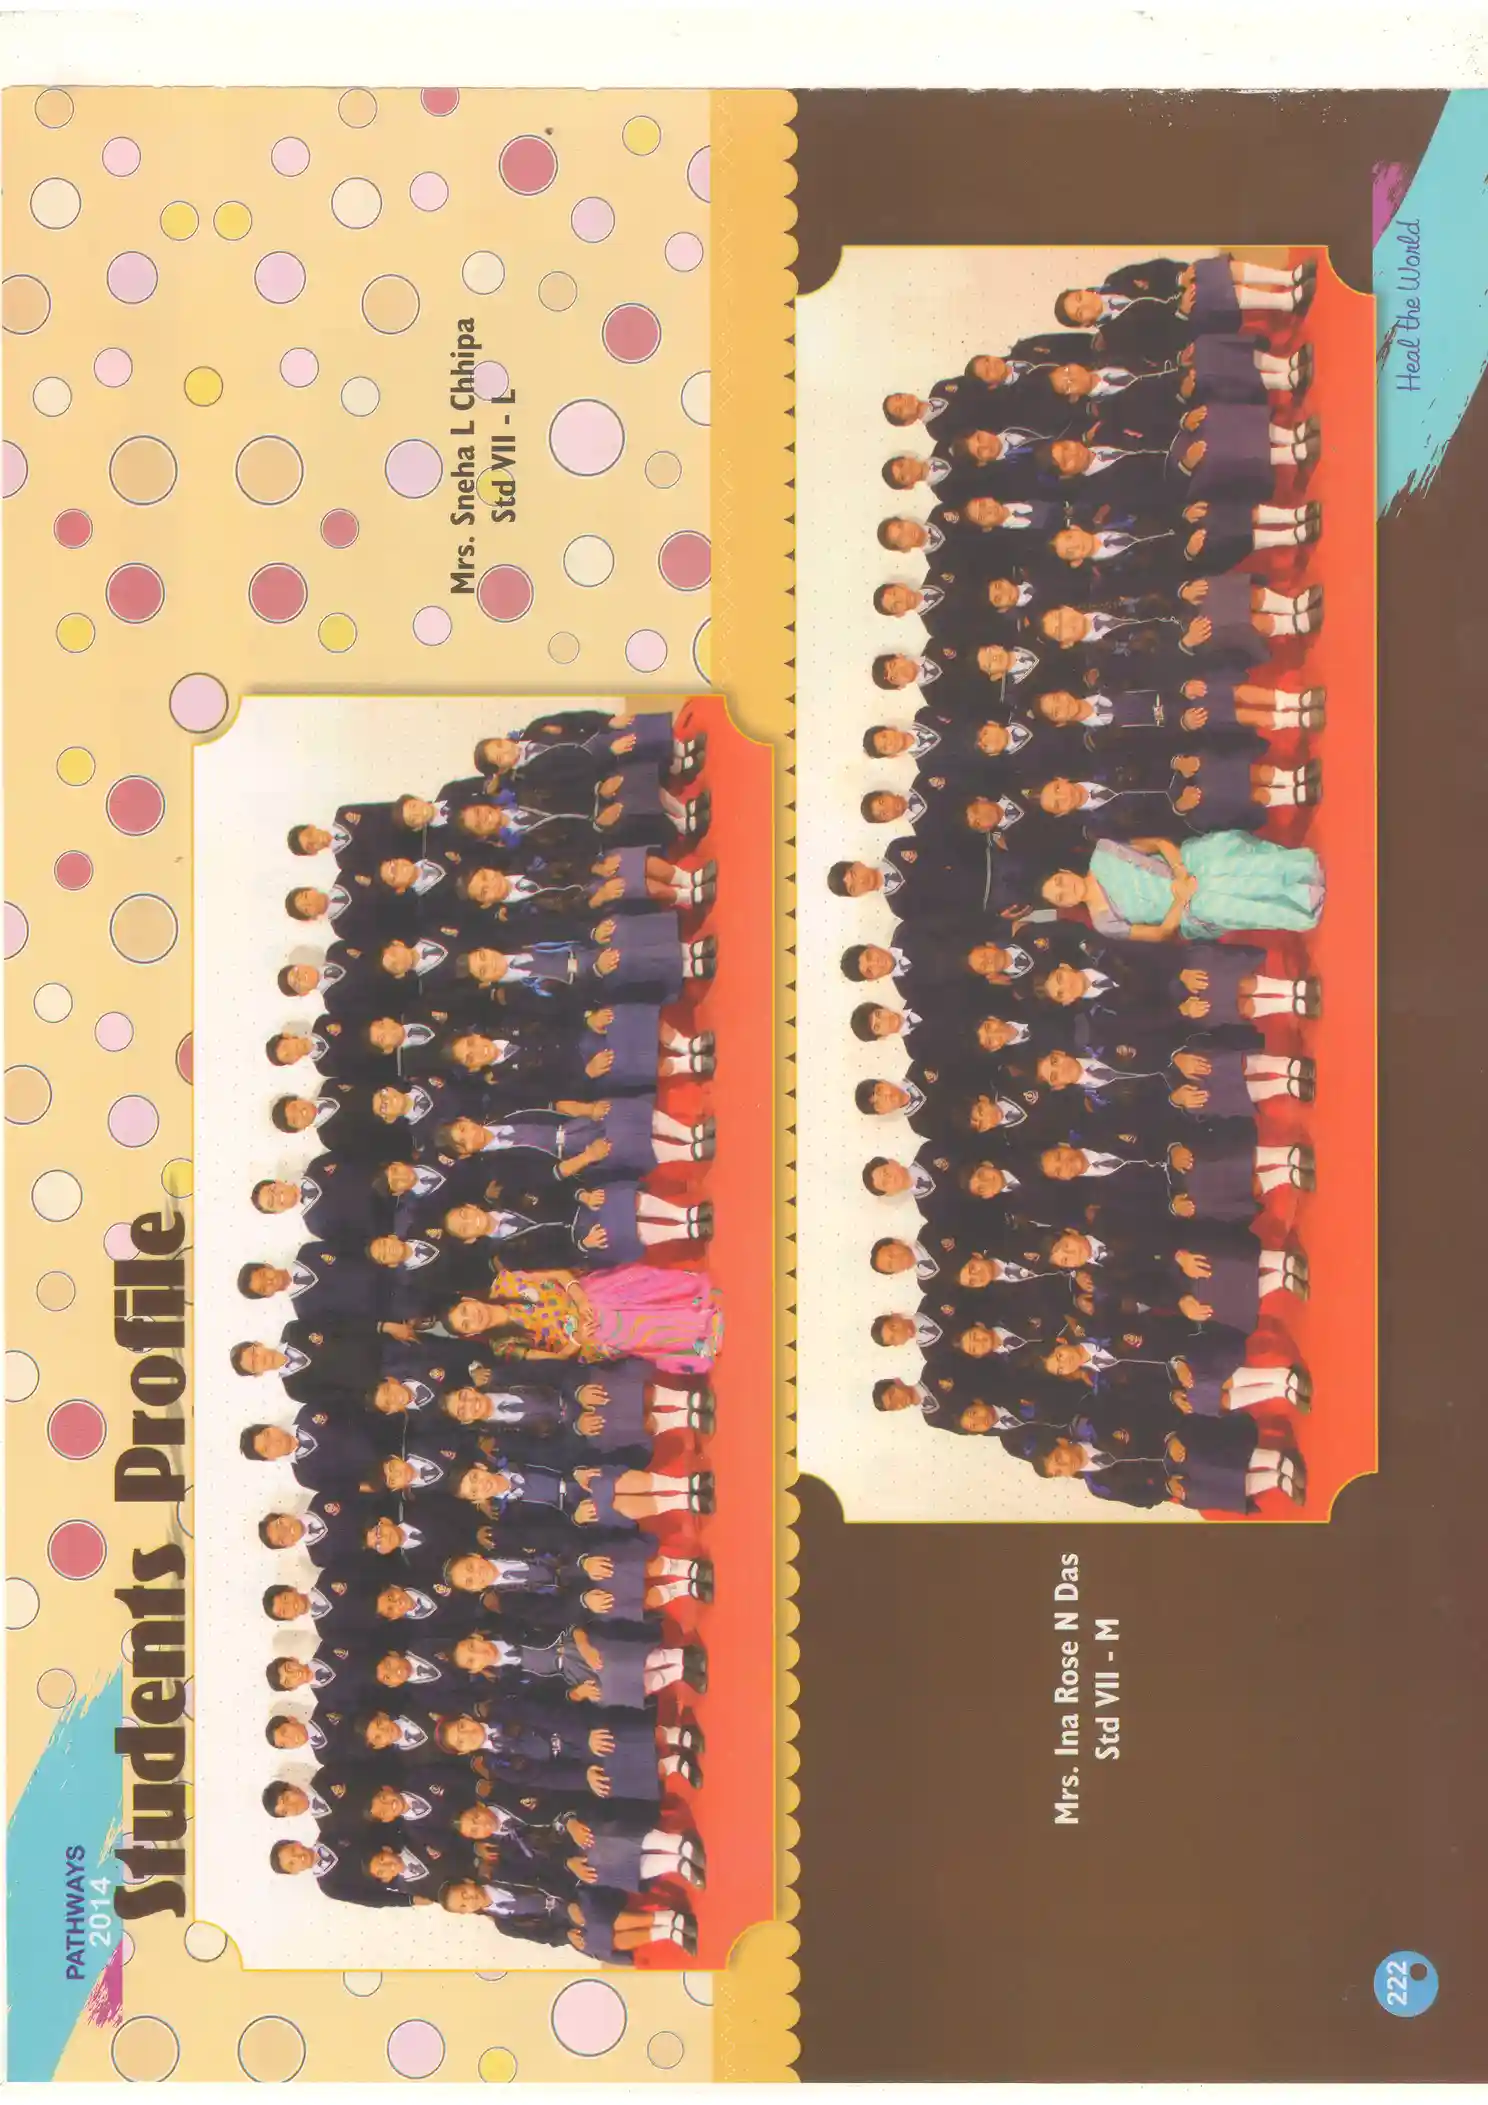 PATHWAYS
2014
Students Profile
Mrs. Sneha L Chhipa
Std VII - L
Mrs. Ina Rose N Das
Std VII - M
Heal the World
222